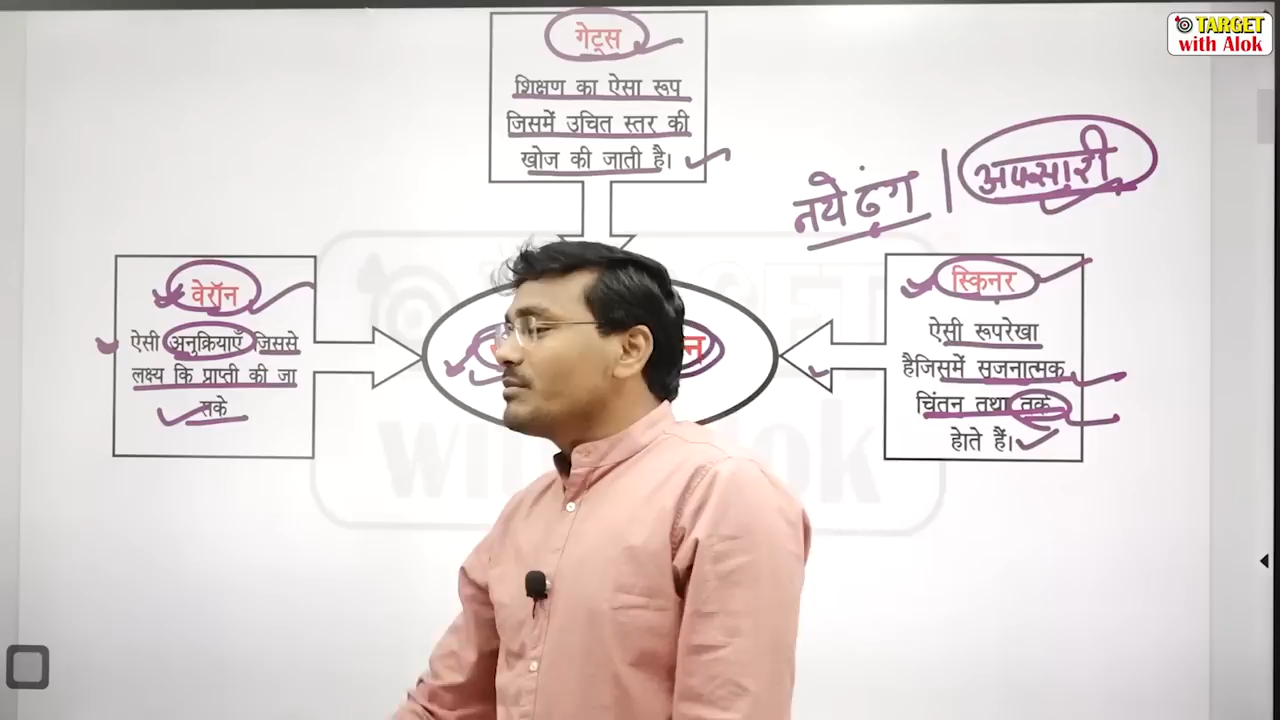 TARGET
with Alok
गेट्स
शिक्षण का ऐसा रूप
जिसमें उचित स्तर की
खोज की जाती है।
नये ढंग | अपसारी
वेरॉन
ऐसी अनुक्रियाएँ जिससे
लक्ष्य कि प्राप्ती की जा
सके
स्किनर
ऐसी रूपरेखा
हैजिसमें सृजनात्मक
चिंतन तथा तर्क
होते हैं।